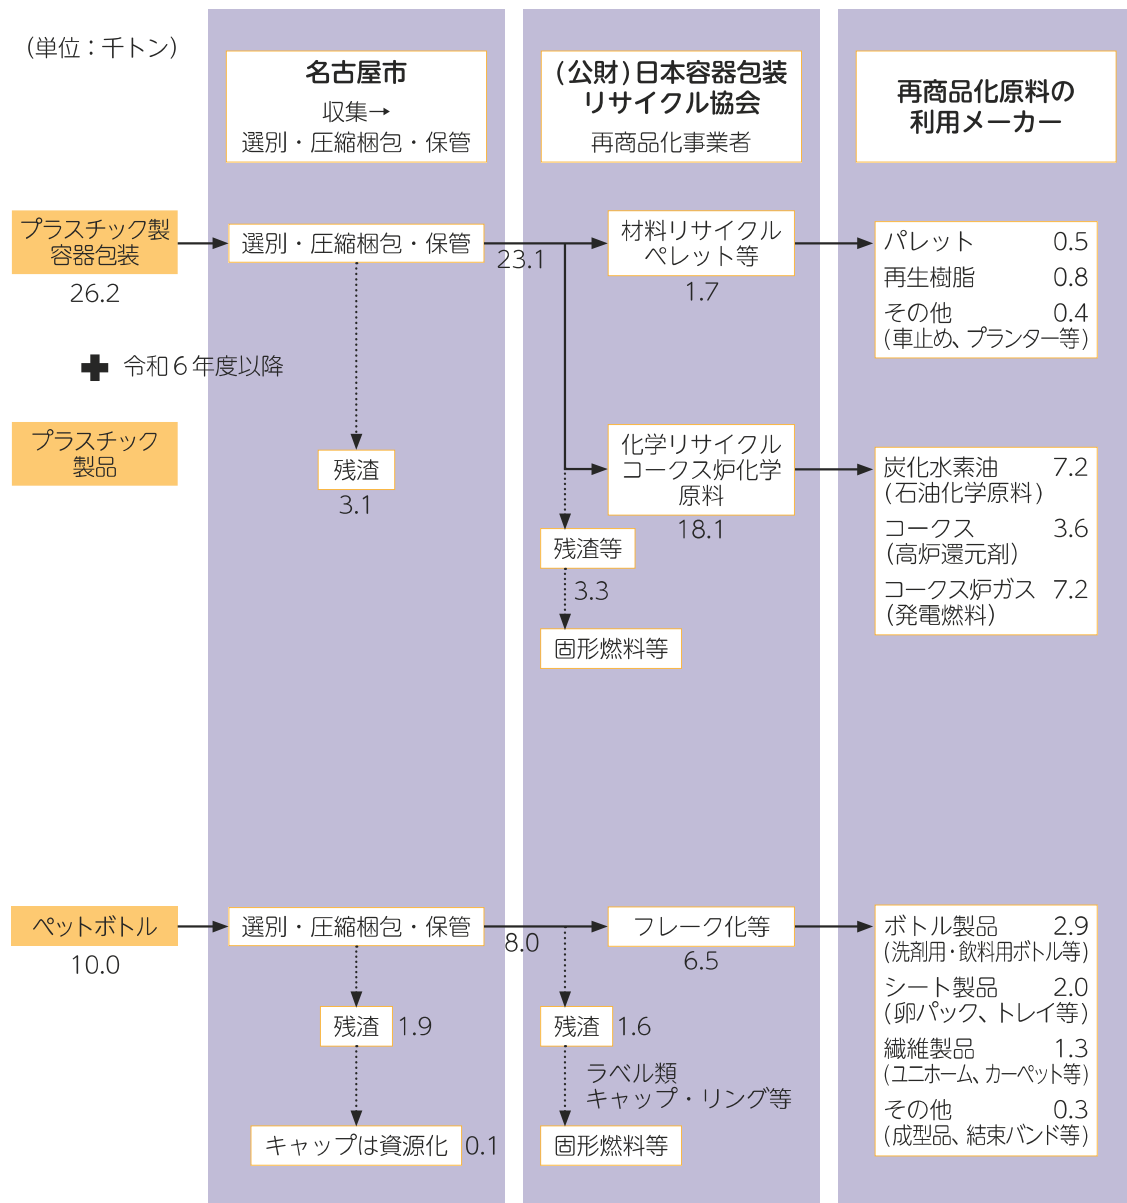 （単位：千トン）
名古屋市
収集→
選別・圧縮梱包・保管
（公財）日本容器包装
リサイクル協会
再商品化事業者
再商品化原料の
利用メーカー
プラスチック製
容器包装
26.2
選別・圧縮梱包・保管
23.1
材料リサイクル
ペレット等
1.7
パレット 0.5
再生樹脂 0.8
その他 0.4
（車止め、プランター等）
令和６年度以降
プラスチック
製品
残渣
3.1
化学リサイクル
コークス炉化学
原料
18.1
炭化水素油 7.2
（石油化学原料）
コークス 3.6
（高炉還元剤）
コークス炉ガス 7.2
（発電燃料）
残渣等
3.3
固形燃料等
ペットボトル
10.0
選別・圧縮梱包・保管
8.0
フレーク化等
6.5
ボトル製品 2.9
（洗剤用・飲料用ボトル等）
シート製品 2.0
（卵パック、トレイ等）
繊維製品 1.3
（ユニホーム、カーペット等）
その他 0.3
（成型品、結束バンド等）
残渣 1.9
残渣 1.6
ラベル類
キャップ・リング等
キャップは資源化 0.1
固形燃料等